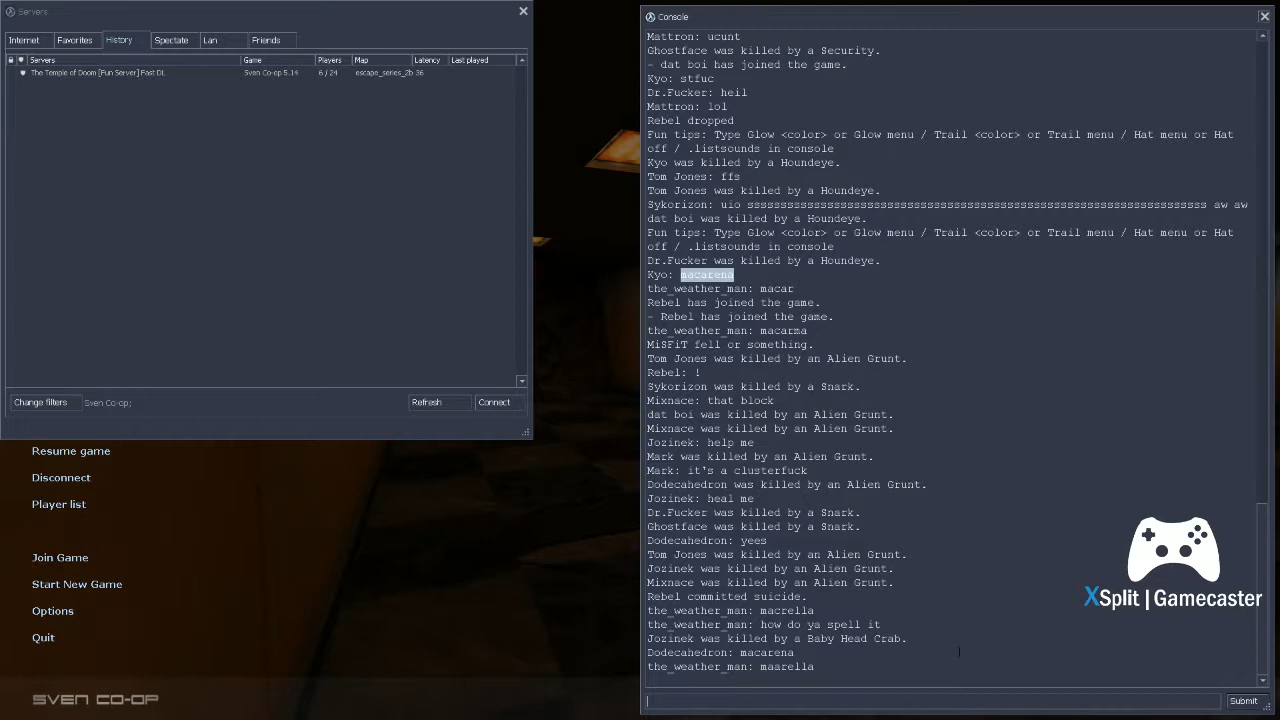 Servers
Internet Favorites History Spectate Lan Friends
Servers Game Players Map Latency Last played
The Temple of Doom [Fun Server] Fast DL Sven Co-op 5.14 6 / 24 escape_series_2b 36
Change filters Sven Co-op; Refresh Connect
Resume game
Disconnect
Player list
Join Game
Start New Game
Options
Quit
SVEN CO-OP
Console
Mattron: ucunt
Ghostface was killed by a Security.
- dat boi has joined the game.
Kyo: stfuc
Dr.Fucker: heil
Mattron: lol
Rebel dropped
Fun tips: Type Glow <color> or Glow menu / Trail <color> or Trail menu / Hat menu or Hat
off / .listsounds in console
Kyo was killed by a Houndeye.
Tom Jones: ffs
Tom Jones was killed by a Houndeye.
Sykorizon: uio sssssssssssssssssssssssssssssssssssssssssssssssssssssssssssssssssssss aw aw
dat boi was killed by a Houndeye.
Fun tips: Type Glow <color> or Glow menu / Trail <color> or Trail menu / Hat menu or Hat
off / .listsounds in console
Dr.Fucker was killed by a Houndeye.
Kyo: macarena
the_weather_man: macar
Rebel has joined the game.
- Rebel has joined the game.
the_weather_man: macarma
MiSFiT fell or something.
Tom Jones was killed by an Alien Grunt.
Rebel: !
Sykorizon was killed by a Snark.
Mixnace: that block
dat boi was killed by an Alien Grunt.
Mixnace was killed by an Alien Grunt.
Jozinek: help me
Mark was killed by an Alien Grunt.
Mark: it's a clusterfuck
Dodecahedron was killed by an Alien Grunt.
Jozinek: heal me
Dr.Fucker was killed by a Snark.
Ghostface was killed by a Snark.
Dodecahedron: yees
Tom Jones was killed by an Alien Grunt.
Jozinek was killed by an Alien Grunt.
Mixnace was killed by an Alien Grunt.
Rebel committed suicide.
the_weather_man: macrella
the_weather_man: how do ya spell it
Jozinek was killed by a Baby Head Crab.
Dodecahedron: macarena
the_weather_man: maarella
Submit
XSplit | Gamecaster